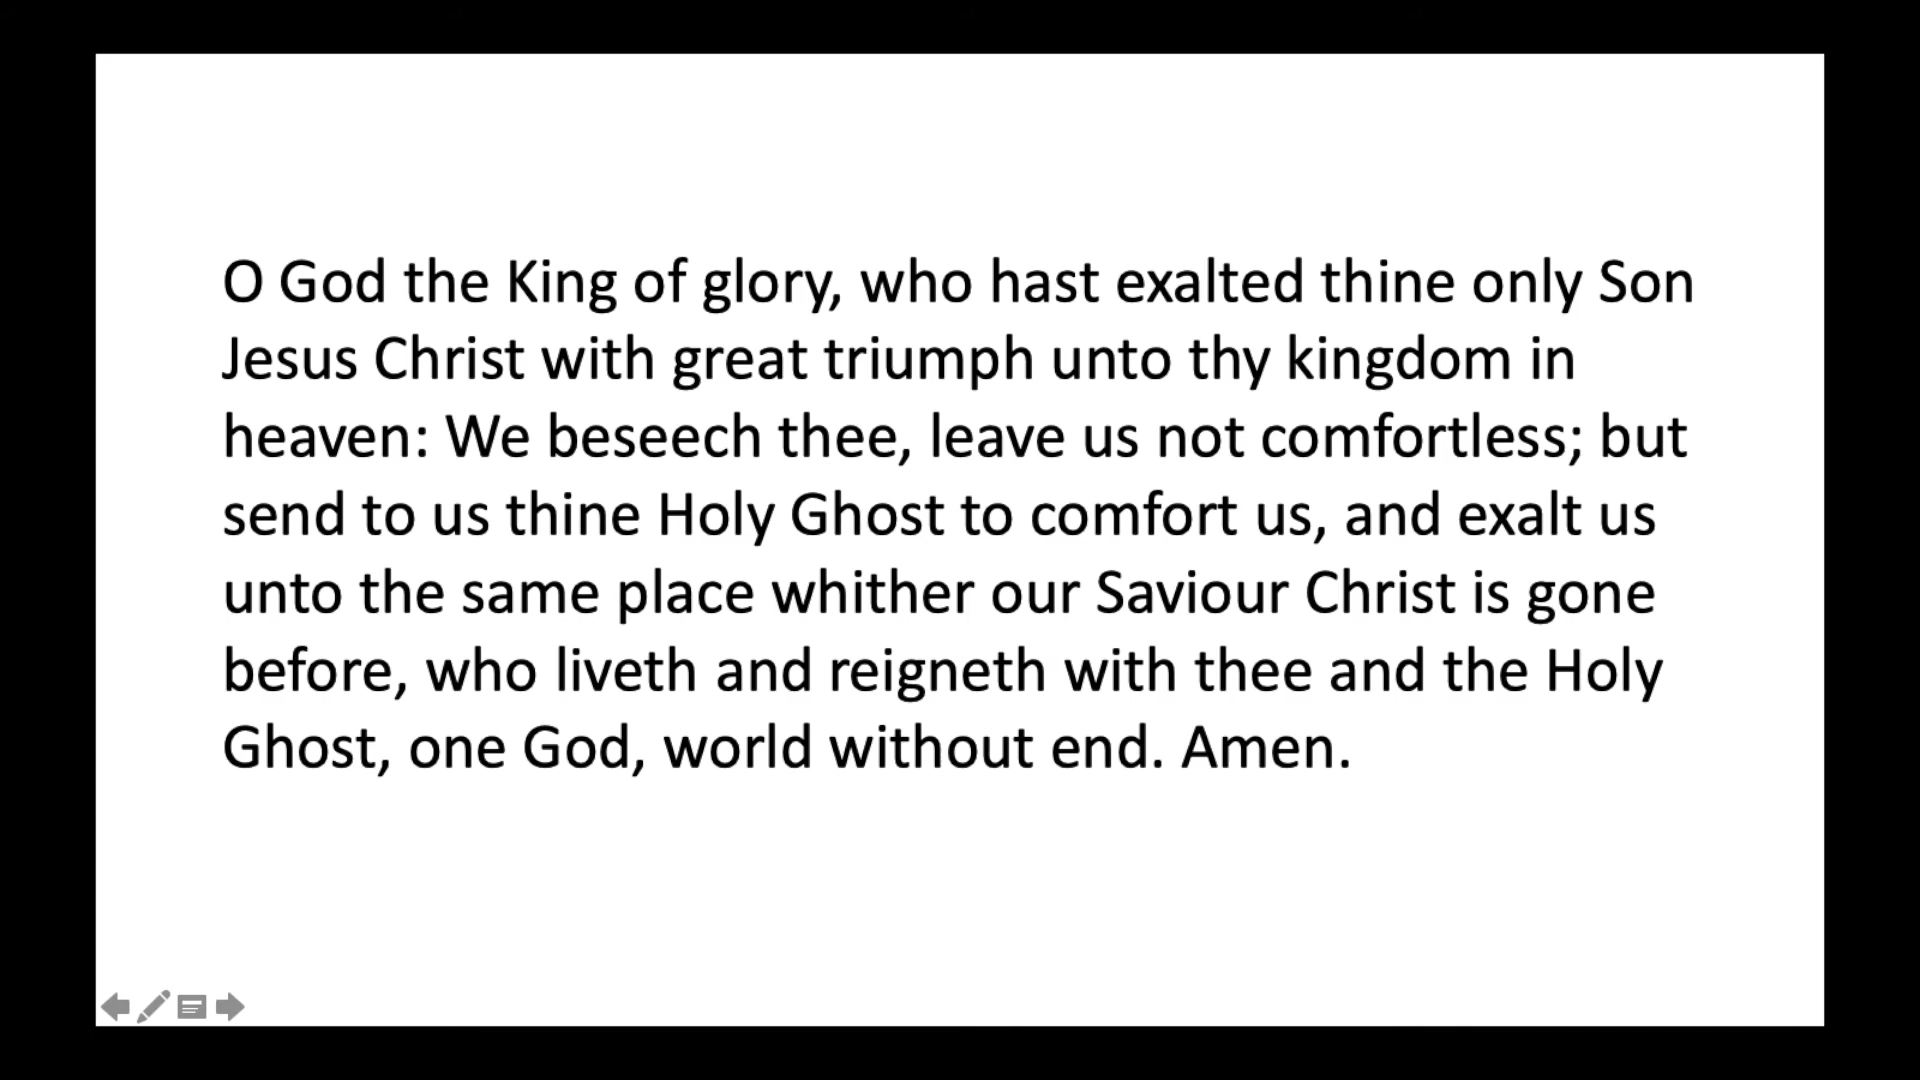 O God the King of glory, who hast exalted thine only Son
Jesus Christ with great triumph unto thy kingdom in
heaven: We beseech thee, leave us not comfortless; but
send to us thine Holy Ghost to comfort us, and exalt us
unto the same place whither our Saviour Christ is gone
before, who liveth and reigneth with thee and the Holy
Ghost, one God, world without end. Amen.